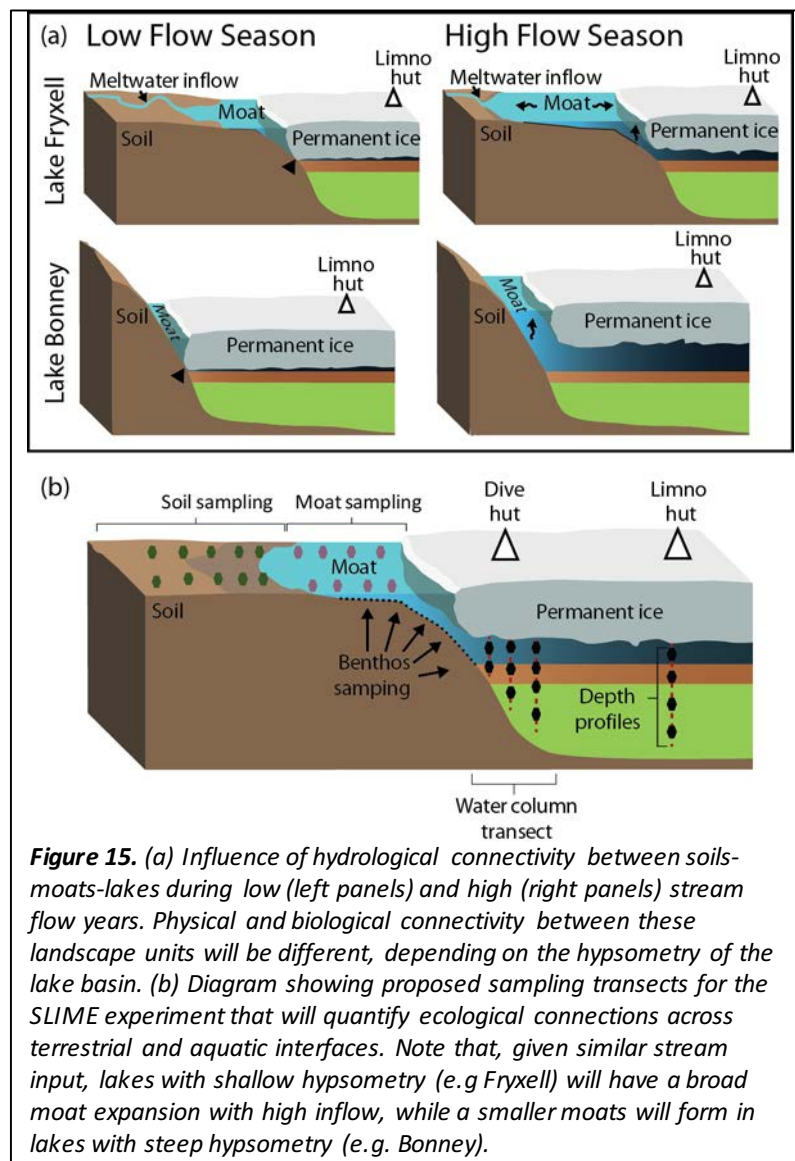 (a)
Low Flow Season
High Flow Season
Lake Fryxell
Meltwater inflow
Moat
Limno
hut
Soil
Permanent ice
Meltwater inflow
Moat
Limno
hut
Soil
Permanent ice
Lake Bonney
Limno
hut
Soil
Moat
Permanent ice
Limno
hut
Soil
Moat
Permanent ice
(b)
Soil sampling
Moat sampling
Dive
hut
Limno
hut
Moat
Soil
Permanent ice
Benthos
samping
Depth
profiles
Water column
transect
Figure 15. (a) Influence of hydrological connectivity between soils-
moats-lakes during low (left panels) and high (right panels) stream
flow years. Physical and biological connectivity between these
landscape units will be different, depending on the hypsometry of the
lake basin. (b) Diagram showing proposed sampling transects for the
SLIME experiment that will quantify ecological connections across
terrestrial and aquatic interfaces. Note that, given similar stream
input, lakes with shallow hypsometry (e.g Fryxell) will have a broad
moat expansion with high inflow, while a smaller moats will form in
lakes with steep hypsometry (e.g. Bonney).